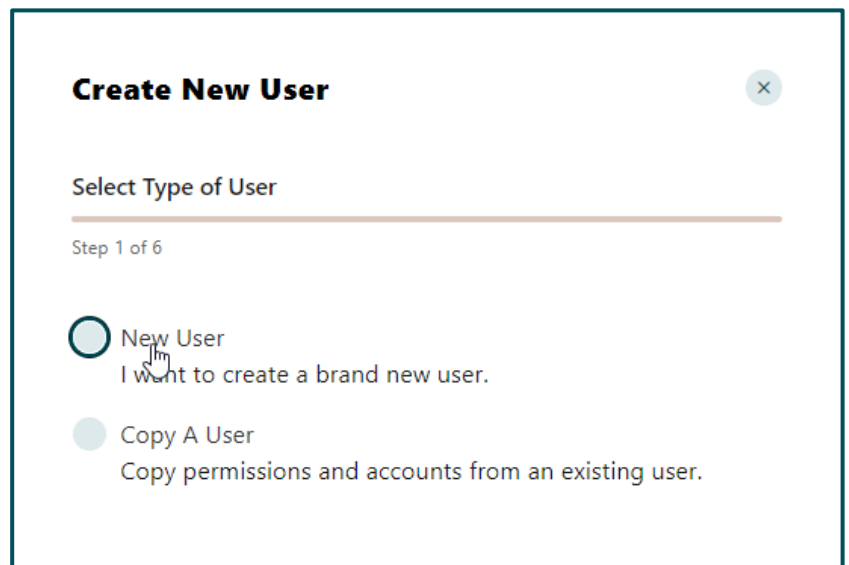 Create New User
Select Type of User
Step 1 of 6
New User
I want to create a brand new user.
Copy A User
Copy permissions and accounts from an existing user.